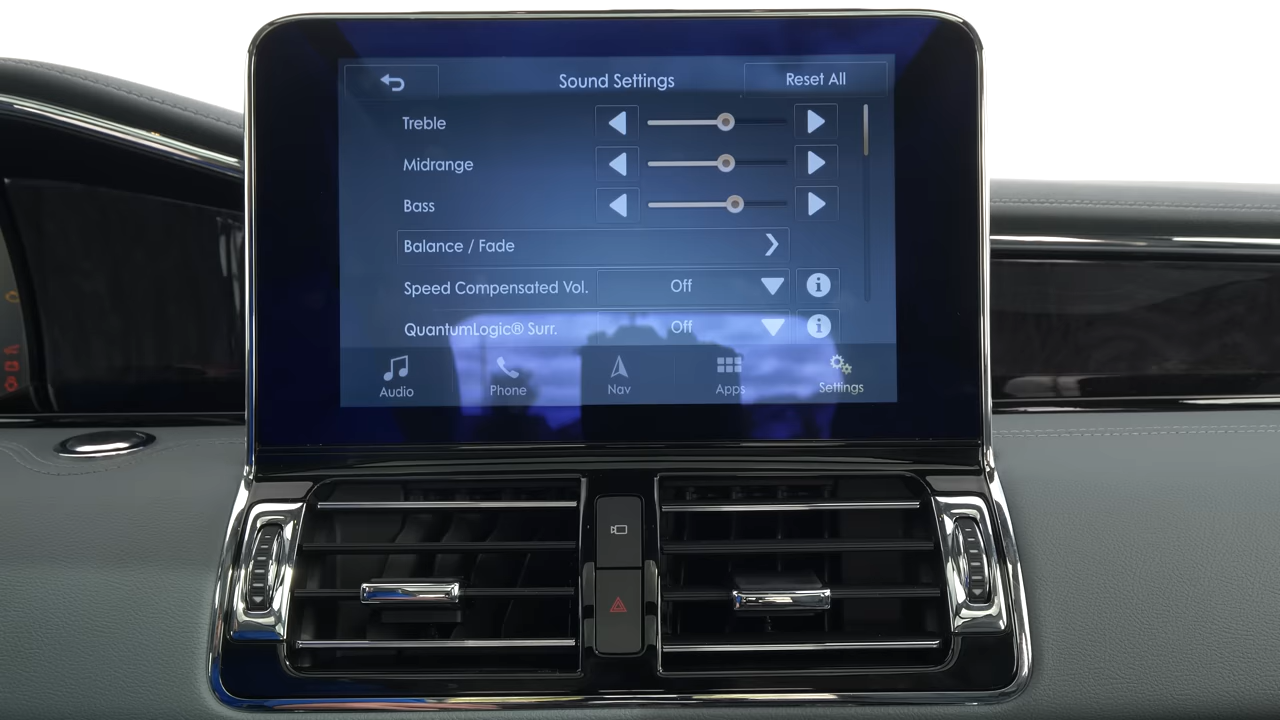 Sound Settings
Reset All
Treble
Midrange
Bass
Balance / Fade
Speed Compensated Vol.
Off
QuantumLogic® Surr.
Off
Audio
Phone
Nav
Apps
Settings